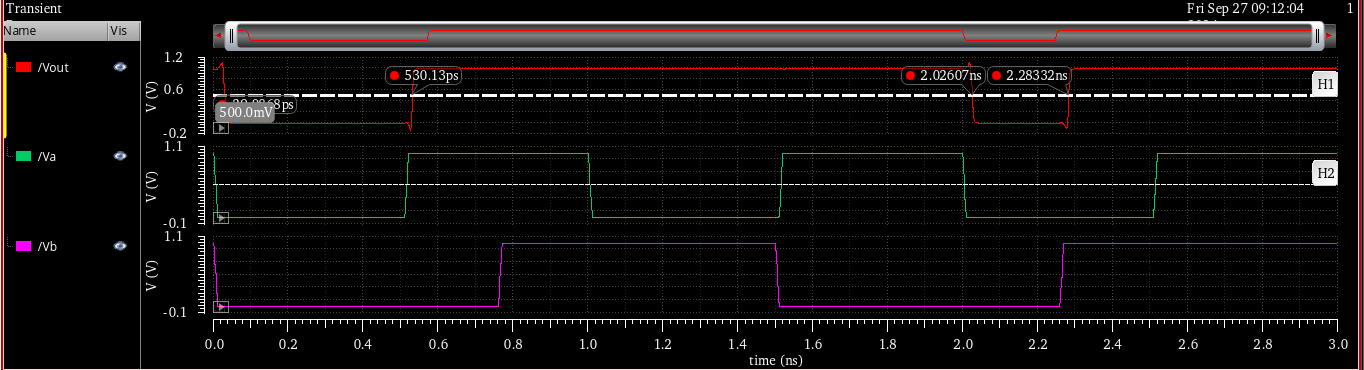 Transient
Fri Sep 27 09:12:04 1
Name Vis
/Vout
/Va
/Vb
1.2
0.6
-0.2
V (V)
530.13ps
2.02607ns
2.28332ns
500.0mV
H1
1.1
-0.1
V (V)
H2
1.1
-0.1
V (V)
0.0 0.2 0.4 0.6 0.8 1.0 1.2 1.4 1.6 1.8 2.0 2.2 2.4 2.6 2.8 3.0
time (ns)